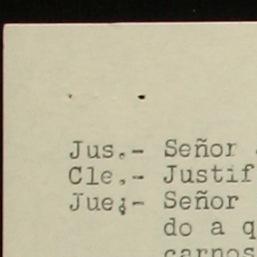 Jus.- Señor
Cle.- Justif
Jue;- Señor
do a q
carnos